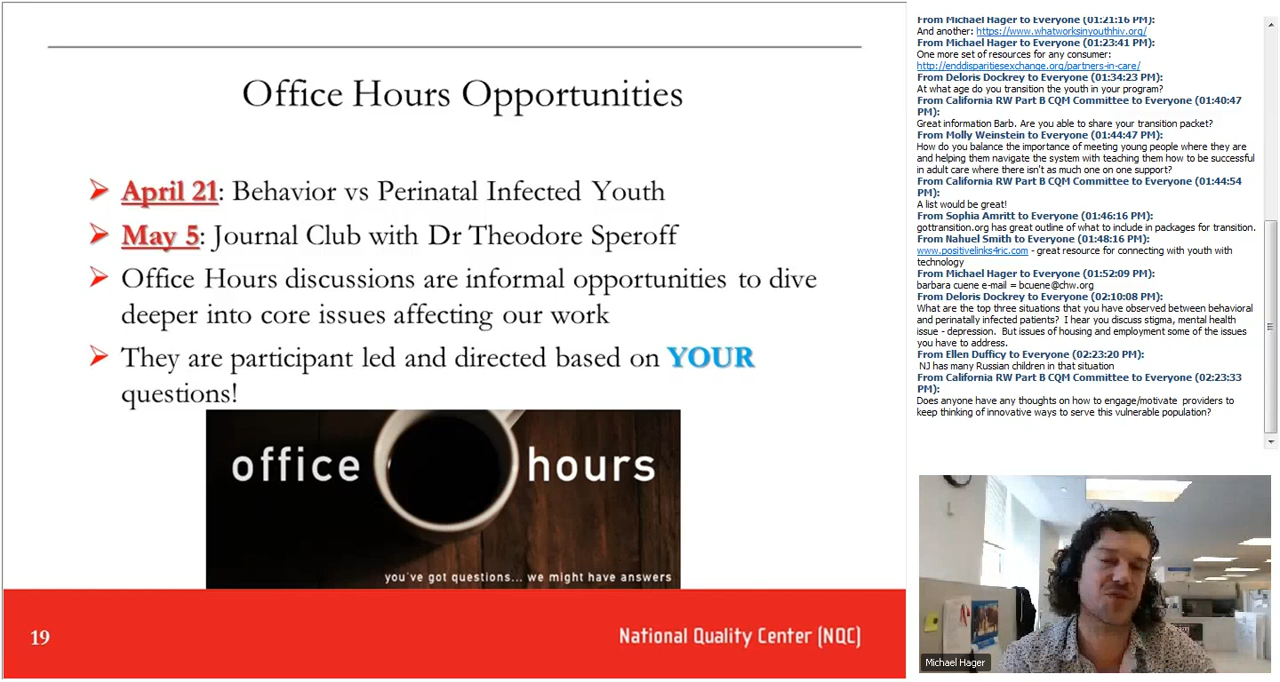 Office Hours Opportunities
April 21: Behavior vs Perinatal Infected Youth
May 5: Journal Club with Dr Theodore Speroff
Office Hours discussions are informal opportunities to dive
deeper into core issues affecting our work
They are participant led and directed based on YOUR
questions!
office hours
you've got questions... we might have answers
19
National Quality Center (NQC)
From Michael Hager to Everyone (01:21:16 PM):
And another: https://www.whatworksinyouthhiv.org/
From Michael Hager to Everyone (01:23:41 PM):
One more set of resources for any consumer:
http://enddisparitiesexchange.org/partners-in-care/
From Deloris Dockrey to Everyone (01:34:23 PM):
At what age do you transition the youth in your program?
From California RW Part B CQM Committee to Everyone (01:40:47
PM):
Great information Barb. Are you able to share your transition packet?
From Molly Weinstein to Everyone (01:44:47 PM):
How do you balance the importance of meeting young people where they are
and helping them navigate the system with teaching them how to be successful
in adult care where there isn't as much one on one support?
From California RW Part B CQM Committee to Everyone (01:44:54
PM):
A list would be great!
From Sophia Amritt to Everyone (01:46:16 PM):
gottransition.org has great outline of what to include in packages for transition.
From Nahuel Smith to Everyone (01:48:16 PM):
www.positivelinks4ric.com - great resource for connecting with youth with
technology
From Michael Hager to Everyone (01:52:09 PM):
barbara cuene e-mail = bcuene@chw.org
From Deloris Dockrey to Everyone (02:10:08 PM):
What are the top three situations that you have observed between behavioral
and perinatally infected patients? I hear you discuss stigma, mental health
issue - depression. But issues of housing and employment some of the issues
you have to address.
From Ellen Dufficy to Everyone (02:23:20 PM):
NJ has many Russian children in that situation
From California RW Part B CQM Committee to Everyone (02:23:33
PM):
Does anyone have any thoughts on how to engage/motivate providers to
keep thinking of innovative ways to serve this vulnerable population?
Michael Hager